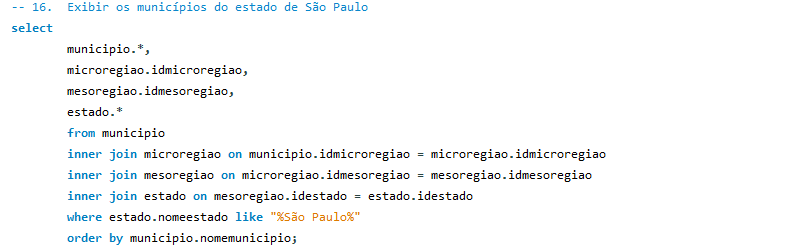 -- 16.  Exibir os municípios do estado de São Paulo
select
municipio.*,
microregiao.idmicroregiao,
mesoregiao.idmesoregiao,
estado.*
from municipio
inner join microregiao on municipio.idmicroregiao = microregiao.idmicroregiao
inner join mesoregiao on microregiao.idmesoregiao = mesoregiao.idmesoregiao
inner join estado on mesoregiao.idestado = estado.idestado
where estado.nomeestado like "%São Paulo%"
order by municipio.nomemunicipio;